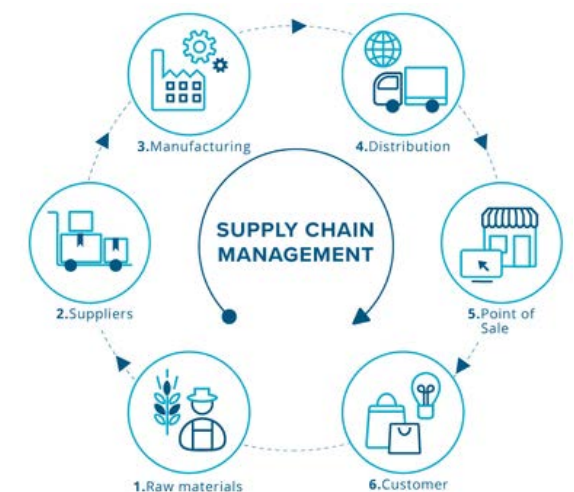 SUPPLY CHAIN
MANAGEMENT
1.Raw materials
2.Suppliers
3.Manufacturing
4.Distribution
5.Point of
Sale
6.Customer